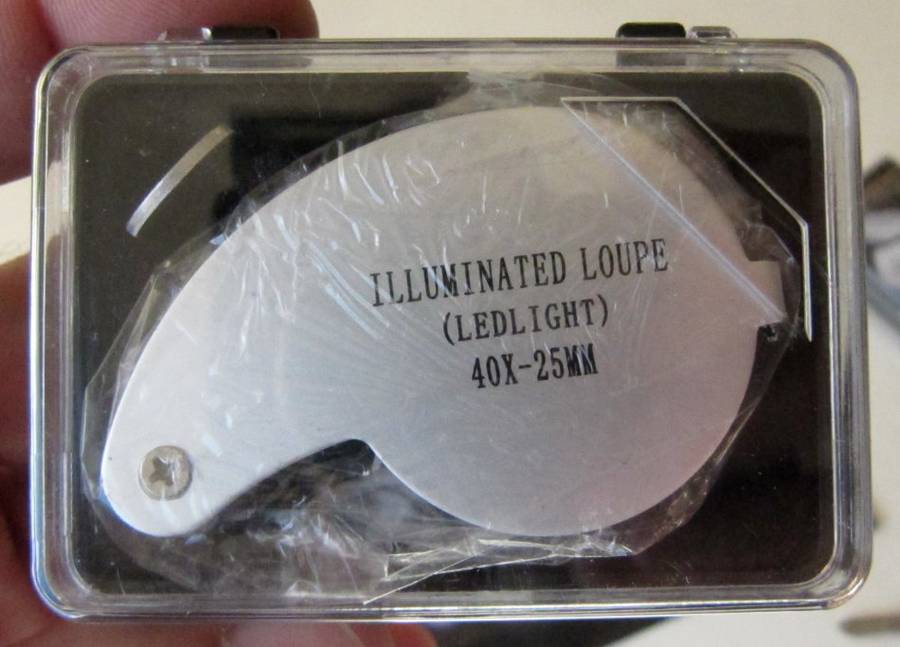 ILLUMINATED LOUPE
(LEDLIGHT)
40X-25MM